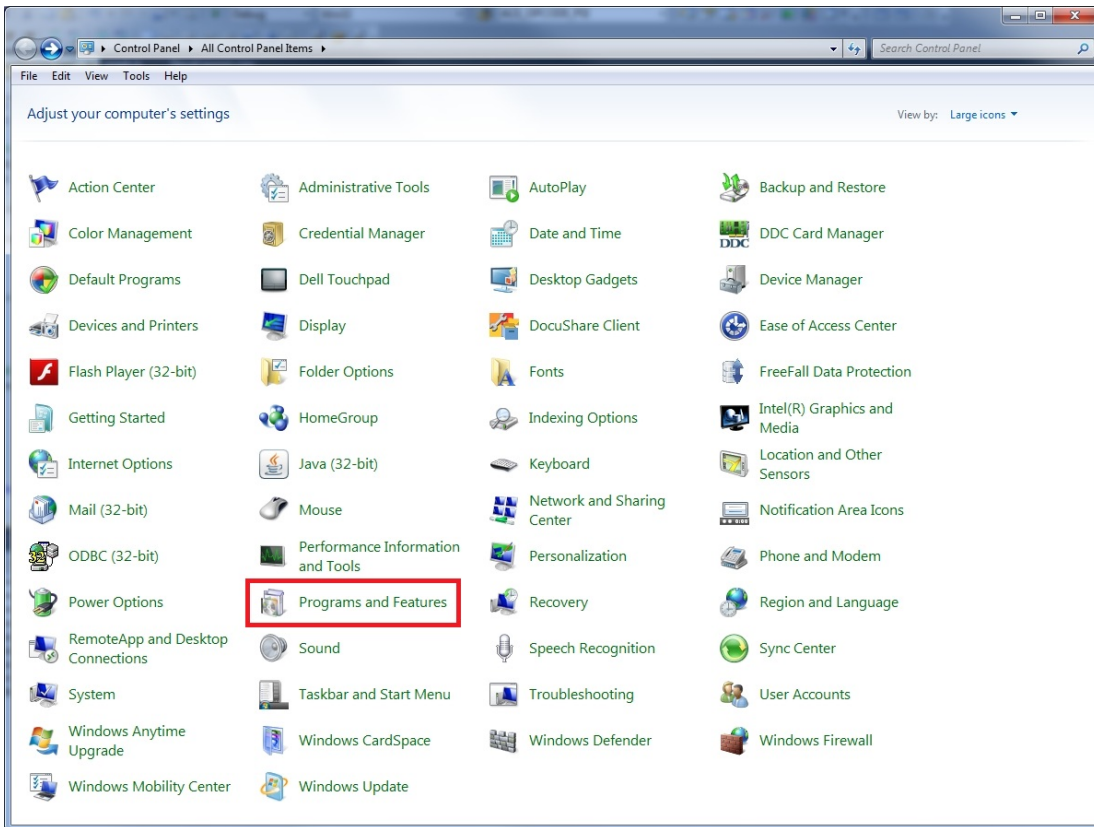 Control Panel All Control Panel Items Search Control Panel
File Edit View Tools Help
Adjust your computer's settings View by: Large icons
Action Center Administrative Tools AutoPlay Backup and Restore
Color Management Credential Manager Date and Time DDC DDC Card Manager
Default Programs Dell Touchpad Desktop Gadgets Device Manager
Devices and Printers Display DocuShare Client Ease of Access Center
Flash Player (32-bit) Folder Options Fonts FreeFall Data Protection
Getting Started HomeGroup Indexing Options Intel(R) Graphics and
Media
Internet Options Java (32-bit) Keyboard Location and Other
Sensors
Mail (32-bit) Mouse Network and Sharing
Center Notification Area Icons
32 ODBC (32-bit) Performance Information
and Tools Personalization Phone and Modem
Power Options Programs and Features Recovery Region and Language
RemoteApp and Desktop
Connections Sound Speech Recognition Sync Center
System Taskbar and Start Menu Troubleshooting User Accounts
Windows Anytime
Upgrade Windows CardSpace Windows Defender Windows Firewall
Windows Mobility Center Windows Update